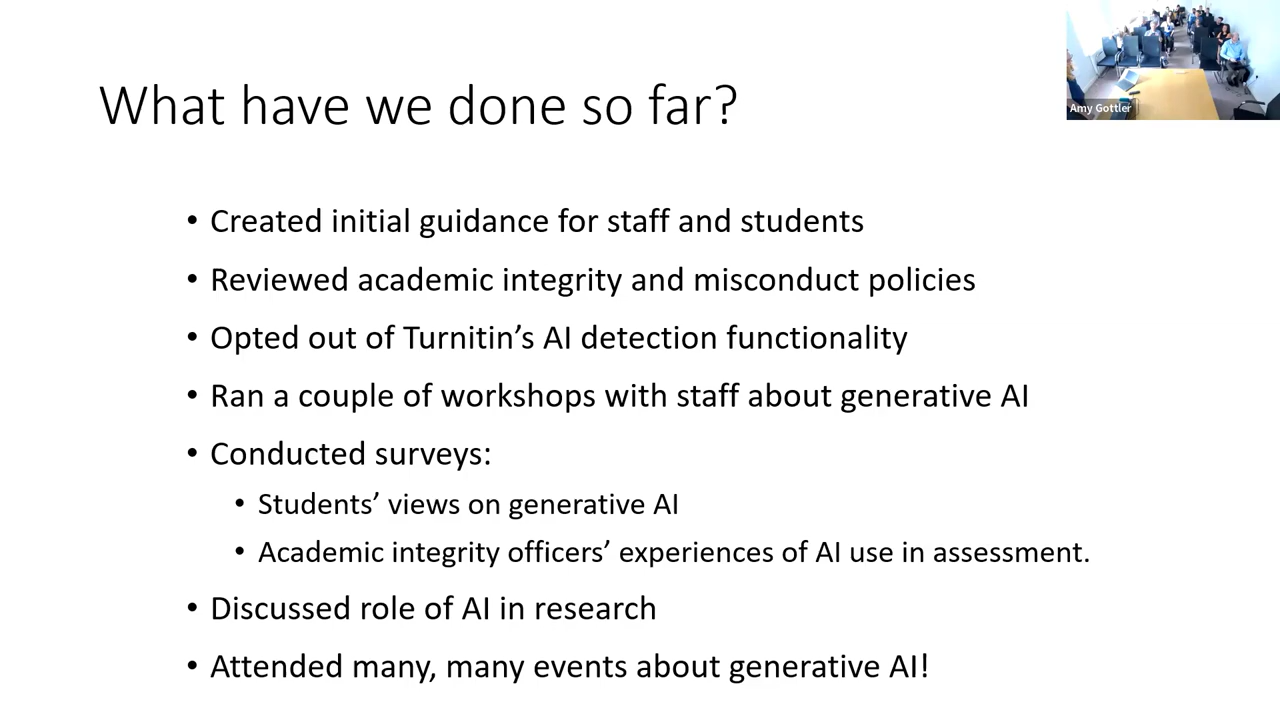 What have we done so far?
Amy Gottler
• Created initial guidance for staff and students
• Reviewed academic integrity and misconduct policies
• Opted out of Turnitin’s AI detection functionality
• Ran a couple of workshops with staff about generative AI
• Conducted surveys:
• Students’ views on generative AI
• Academic integrity officers’ experiences of AI use in assessment.
• Discussed role of AI in research
• Attended many, many events about generative AI!